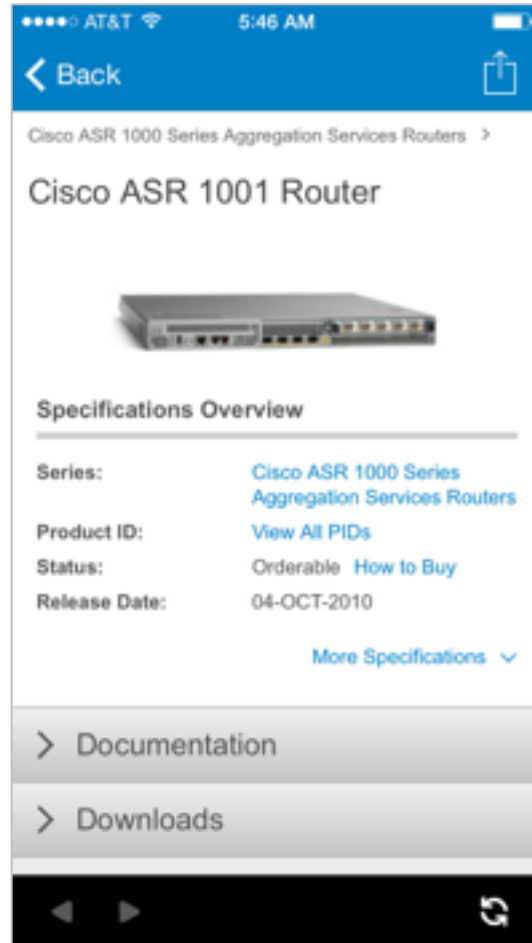 AT&T 5:46 AM
Back
Cisco ASR 1000 Series Aggregation Services Routers >
Cisco ASR 1001 Router
Specifications Overview
Series: Cisco ASR 1000 Series
Aggregation Services Routers
Product ID: View All PIDs
Status: Orderable How to Buy
Release Date: 04-OCT-2010
More Specifications
Documentation
Downloads